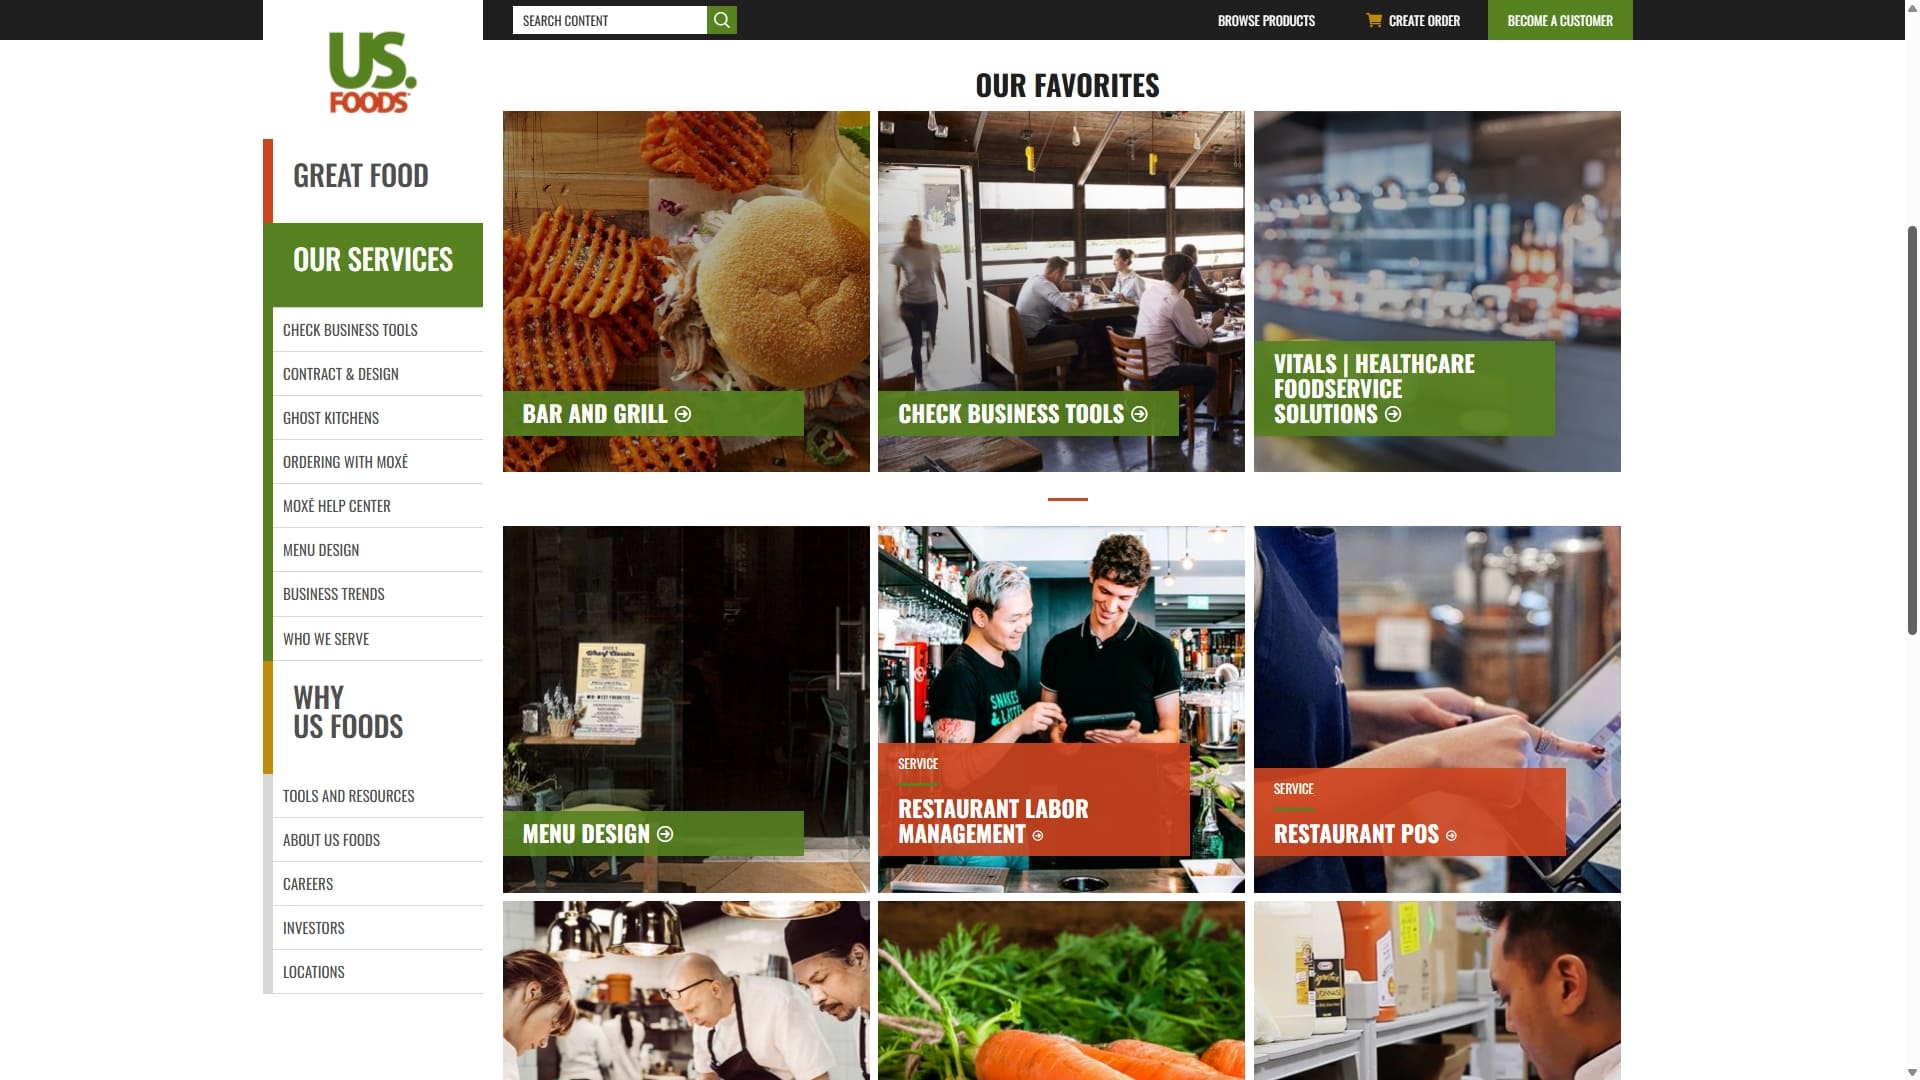 SEARCH CONTENT
BROWSE PRODUCTS
CREATE ORDER
BECOME A CUSTOMER
US.
FOODS
GREAT FOOD
OUR SERVICES
CHECK BUSINESS TOOLS
CONTRACT & DESIGN
GHOST KITCHENS
ORDERING WITH MOXĒ
MOXĒ HELP CENTER
MENU DESIGN
BUSINESS TRENDS
WHO WE SERVE
WHY
US FOODS
TOOLS AND RESOURCES
ABOUT US FOODS
CAREERS
INVESTORS
LOCATIONS
OUR FAVORITES
BAR AND GRILL
CHECK BUSINESS TOOLS
VITALS | HEALTHCARE
FOODSERVICE
SOLUTIONS
MENU DESIGN
SNAKES
&
SERVICE
RESTAURANT LABOR
MANAGEMENT
SERVICE
RESTAURANT POS